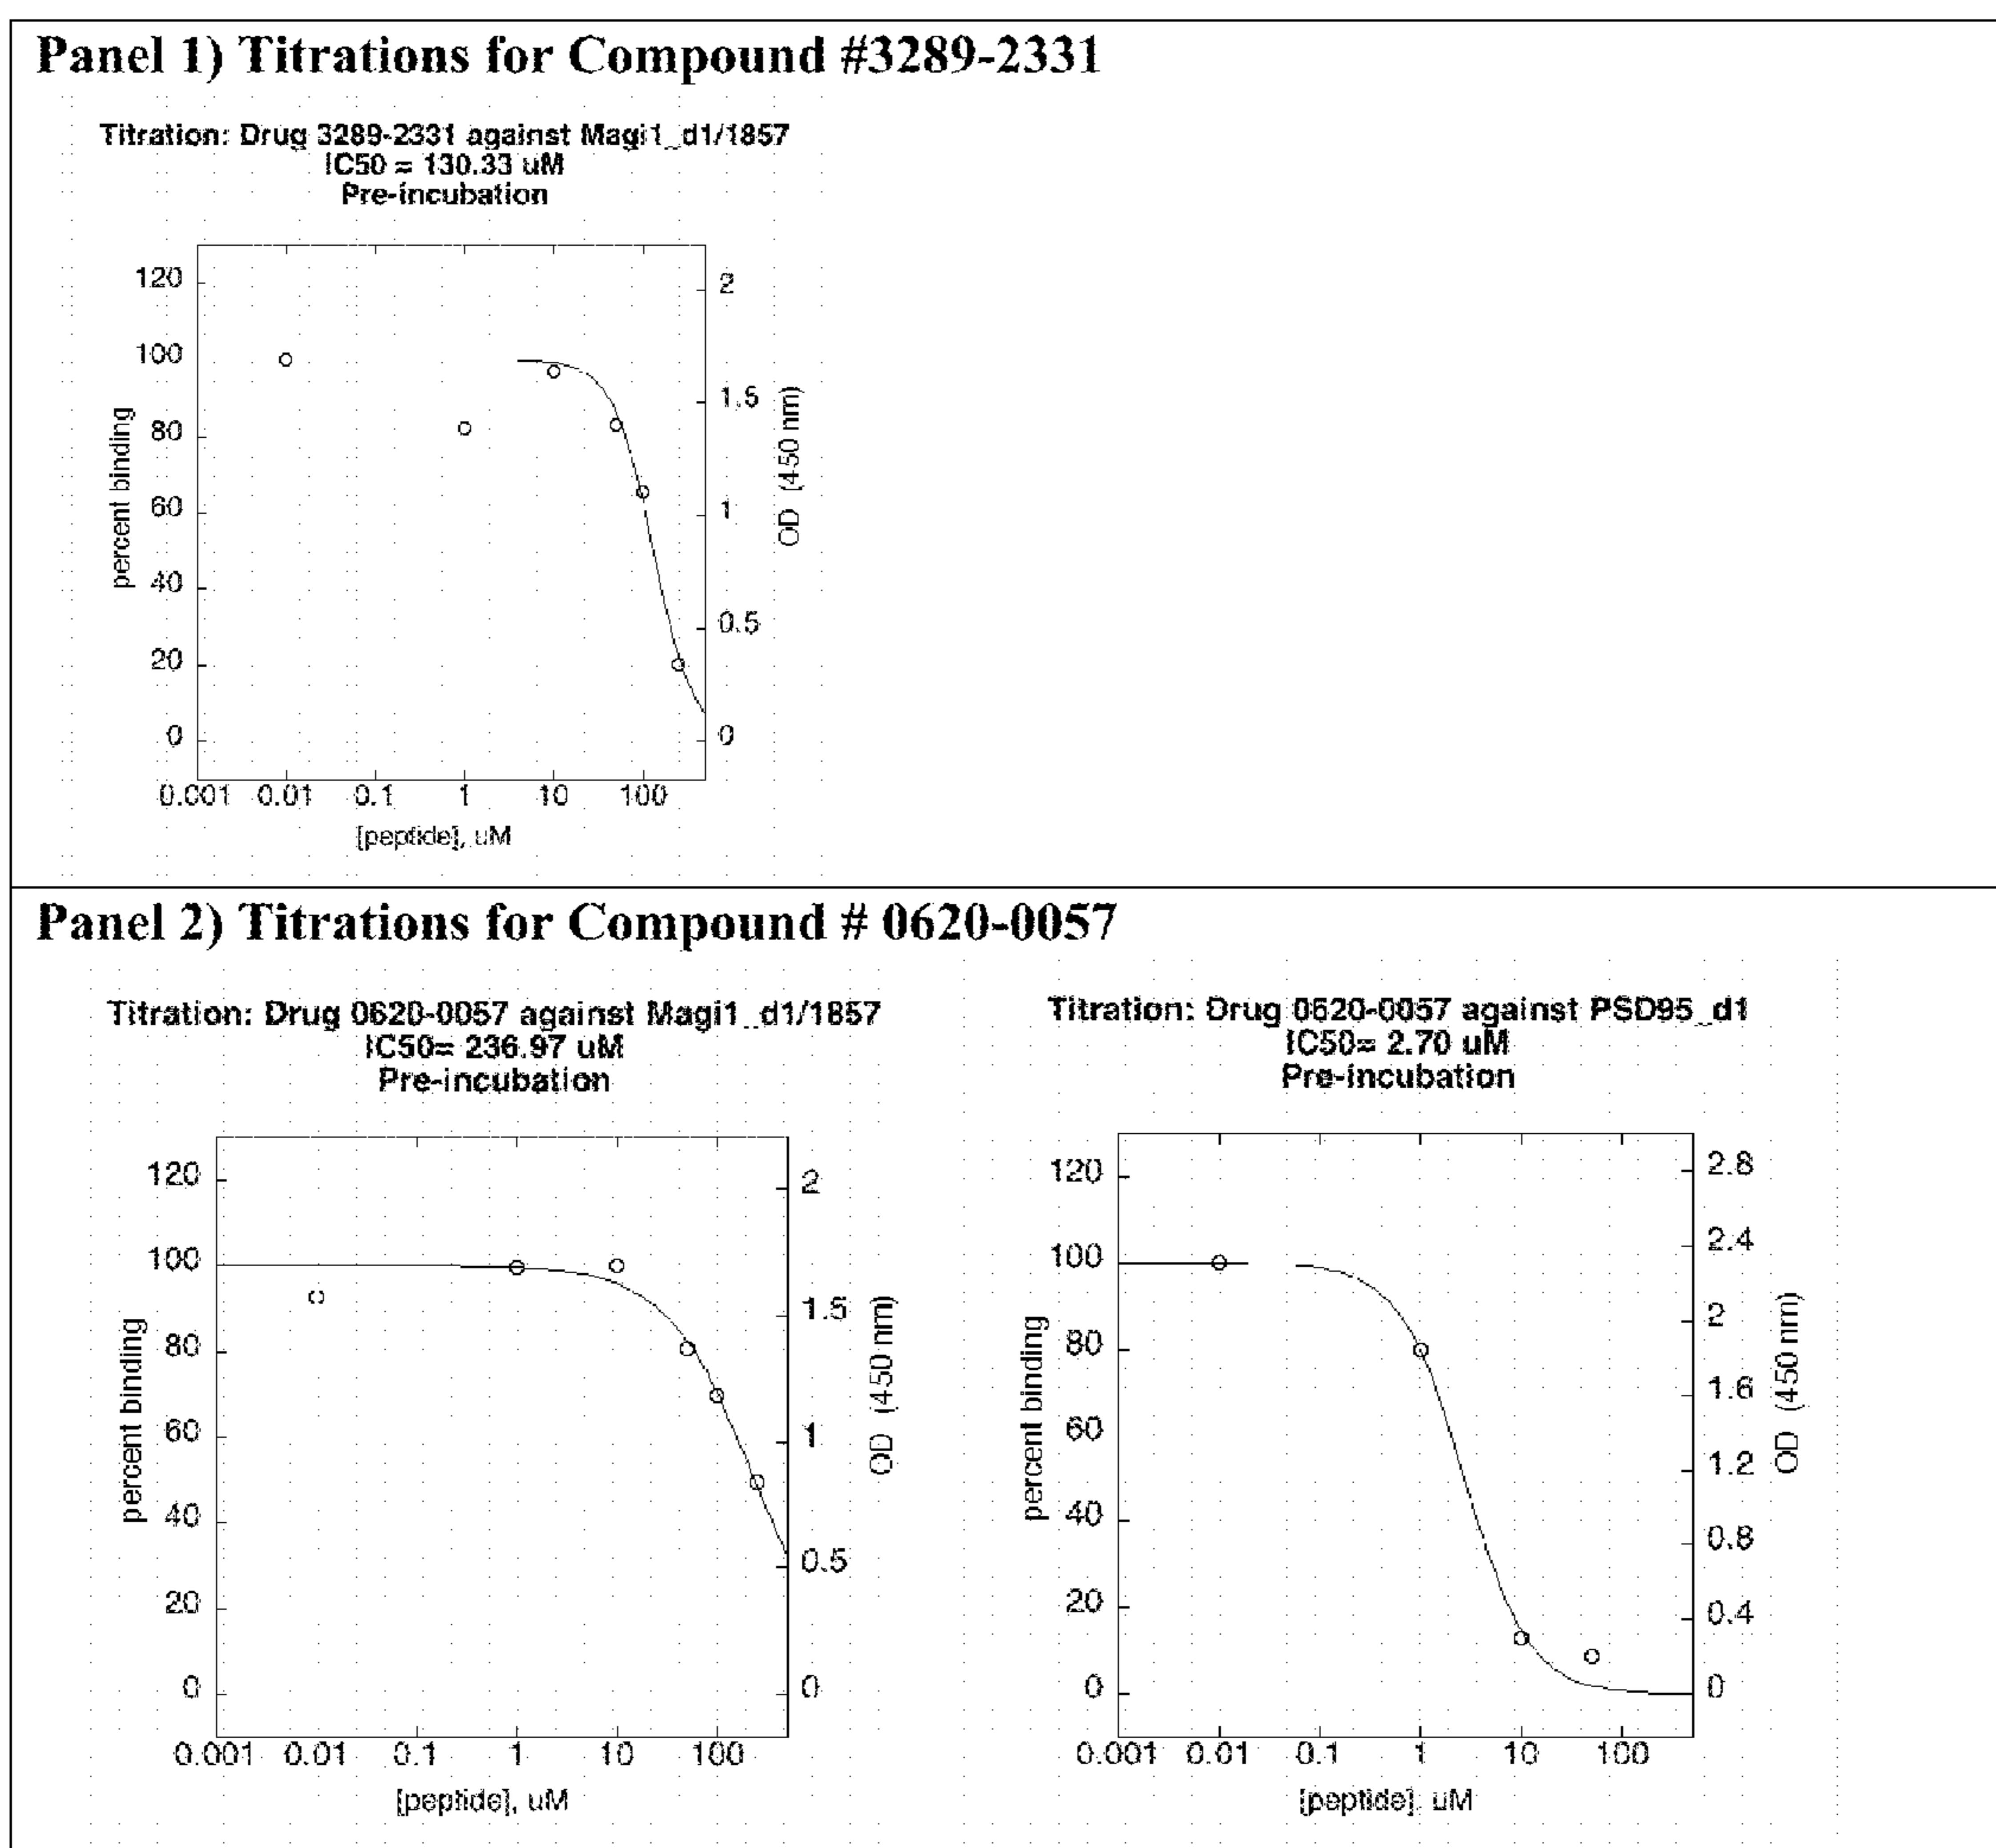 Panel 1) Titrations for Compound #3289-2331
Titration: Drug 3289-2331 against Magi1_d1/1857
IC50 = 130.33 uM
Pre-incubation
120
100
80
60
40
20
0
percent binding
2
1.5
1
0.5
0
OD (450 nm)
0.001 0.01 0.1 1 10 100
[peptide], uM
Panel 2) Titrations for Compound # 0620-0057
Titration: Drug 0620-0057 against Magi1_d1/1857
IC50= 236.97 uM
Pre-incubation
120
100
80
60
40
20
0
percent binding
2
1.5
1
0.5
0
OD (450 nm)
0.001 0.01 0.1 1 10 100
[peptide], uM
Titration: Drug 0620-0057 against PSD95_d1
IC50= 2.70 uM
Pre-incubation
120
100
80
60
40
20
0
percent binding
2.8
2.4
2
1.6
1.2
0.8
0.4
0
OD (450 nm)
0.001 0.01 0.1 1 10 100
[peptide], uM